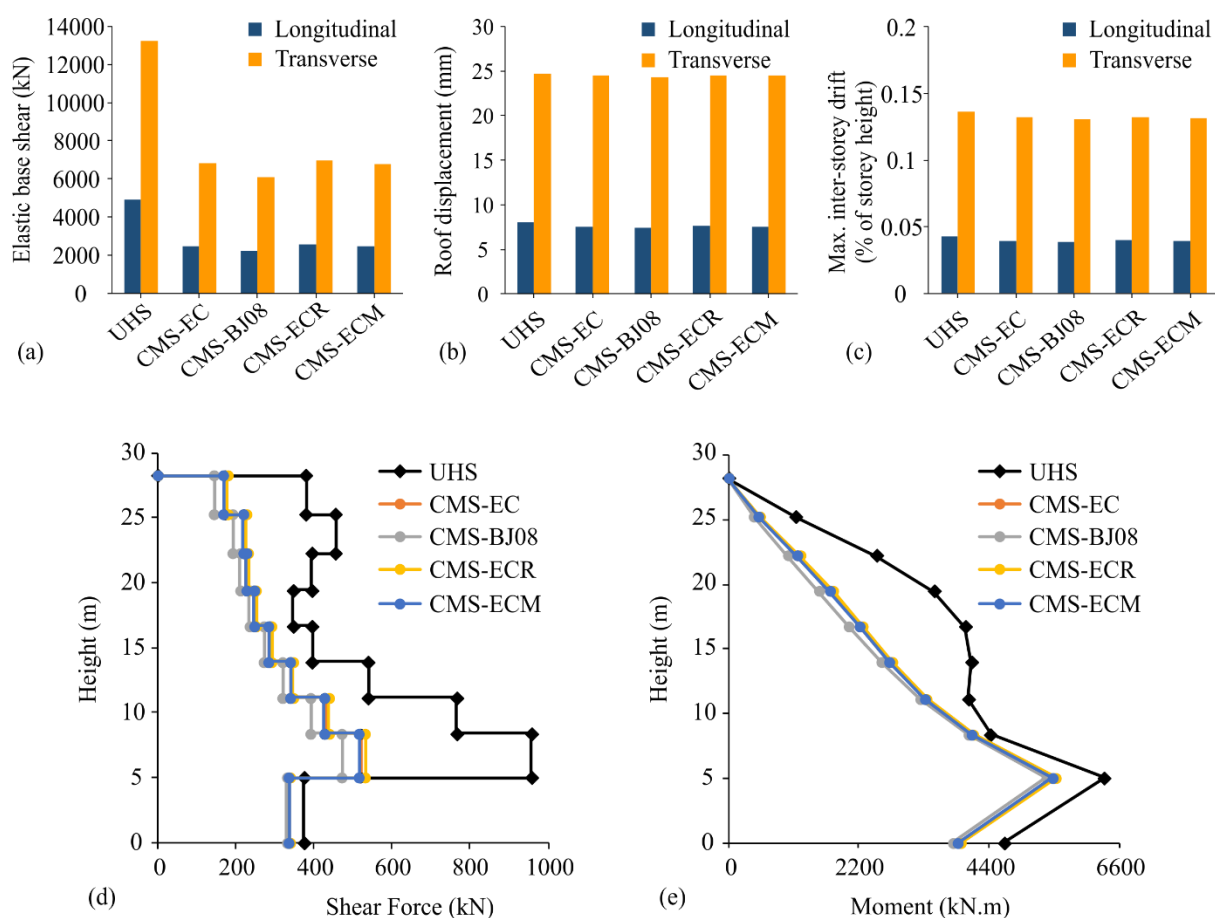 14000
12000
10000
8000
6000
4000
2000
0
Elastic base shear (kN)
Longitudinal
Transverse
UHS
CMS-EC
CMS-BJ08
CMS-ECR
CMS-ECM
(a)
30
25
20
15
10
5
0
Roof displacement (mm)
Longitudinal
Transverse
UHS
CMS-EC
CMS-BJ08
CMS-ECR
CMS-ECM
(b)
0.2
0.15
0.1
0.05
0
Max. inter-storey drift
(% of storey height)
Longitudinal
Transverse
UHS
CMS-EC
CMS-BJ08
CMS-ECR
CMS-ECM
(c)
30
25
20
15
10
5
0
Height (m)
UHS
CMS-EC
CMS-BJ08
CMS-ECR
CMS-ECM
0 200 400 600 800 1000
(d) Shear Force (kN)
30
25
20
15
10
5
0
Height (m)
UHS
CMS-EC
CMS-BJ08
CMS-ECR
CMS-ECM
0 2200 4400 6600
(e) Moment (kN.m)